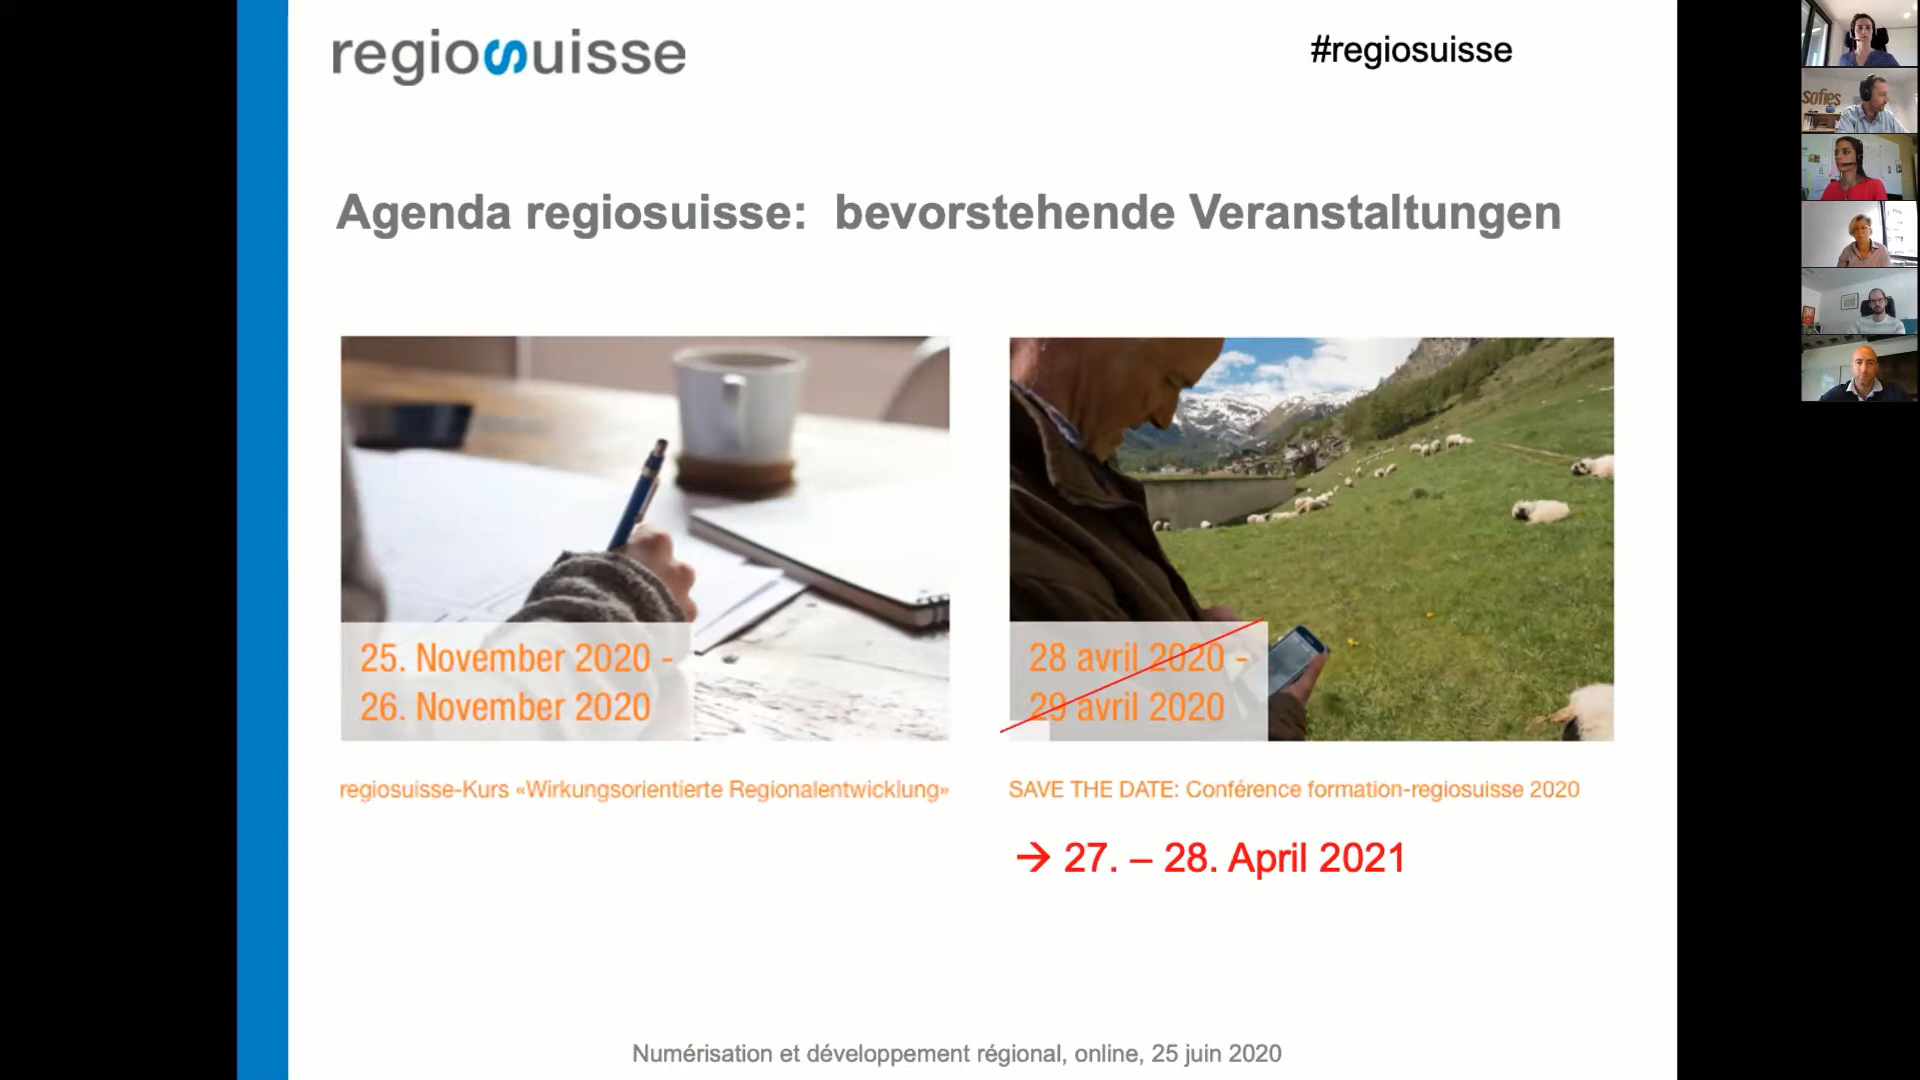 regiosuisse
#regiosuisse
Agenda regiosuisse: bevorstehende Veranstaltungen
25. November 2020 -
26. November 2020
28 avril 2020 -
29 avril 2020
regiosuisse-Kurs «Wirkungsorientierte Regionalentwicklung»
SAVE THE DATE: Conférence formation-regiosuisse 2020
→ 27. – 28. April 2021
Numérisation et développement régional, online, 25 juin 2020
sofies